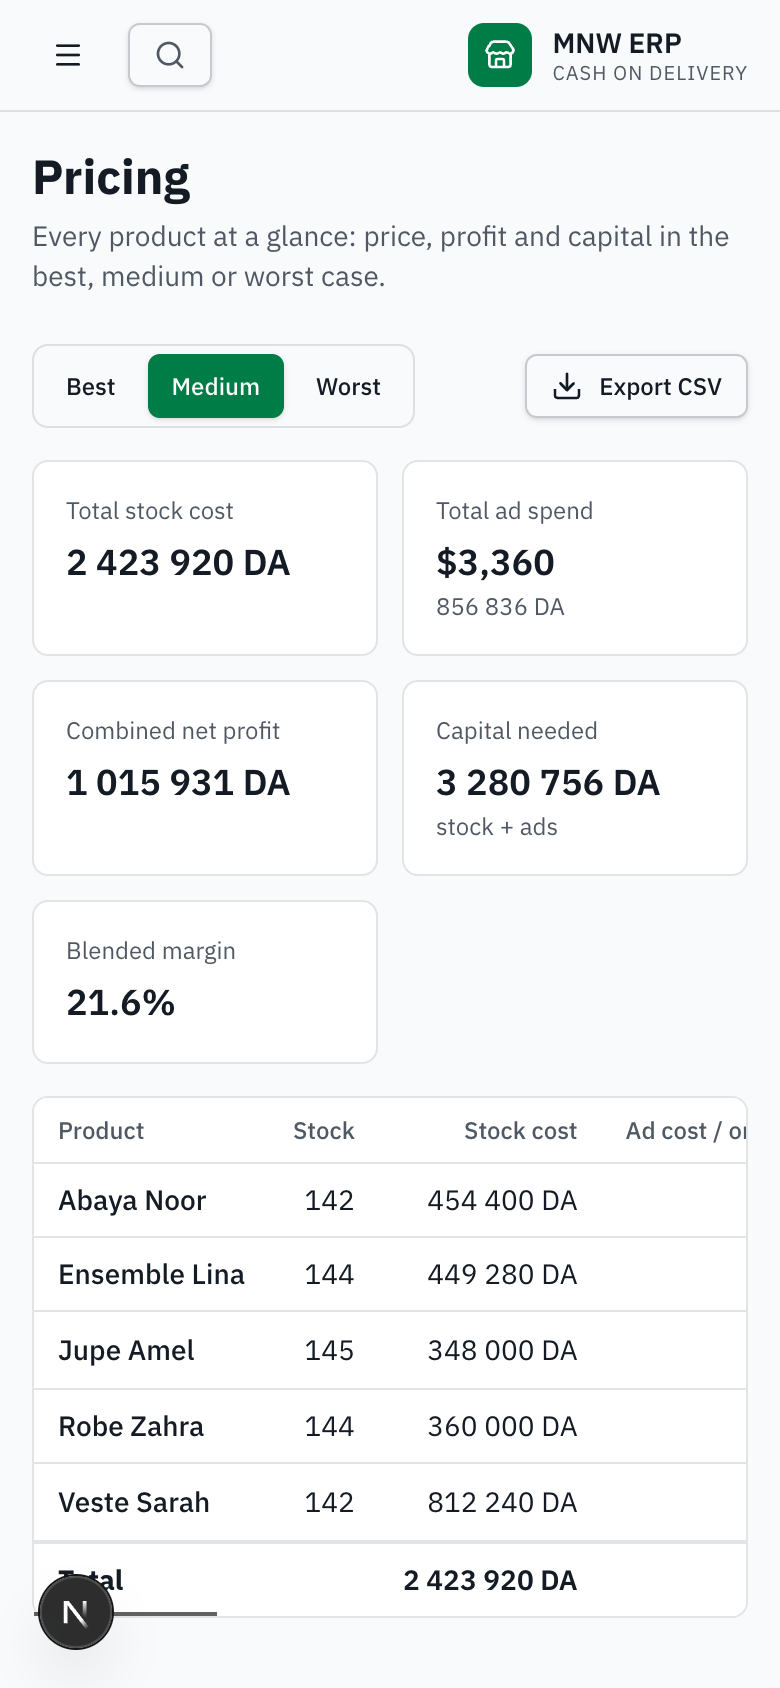 MNW ERP
CASH ON DELIVERY
Pricing
Every product at a glance: price, profit and capital in the
best, medium or worst case.
Best Medium Worst Export CSV
Total stock cost
2 423 920 DA
Total ad spend
$3,360
856 836 DA
Combined net profit
1 015 931 DA
Capital needed
3 280 756 DA
stock + ads
Blended margin
21.6%
Product Stock Stock cost Ad cost /
Abaya Noor 142 454 400 DA
Ensemble Lina 144 449 280 DA
Jupe Amel 145 348 000 DA
Robe Zahra 144 360 000 DA
Veste Sarah 142 812 240 DA
Total 2 423 920 DA
N